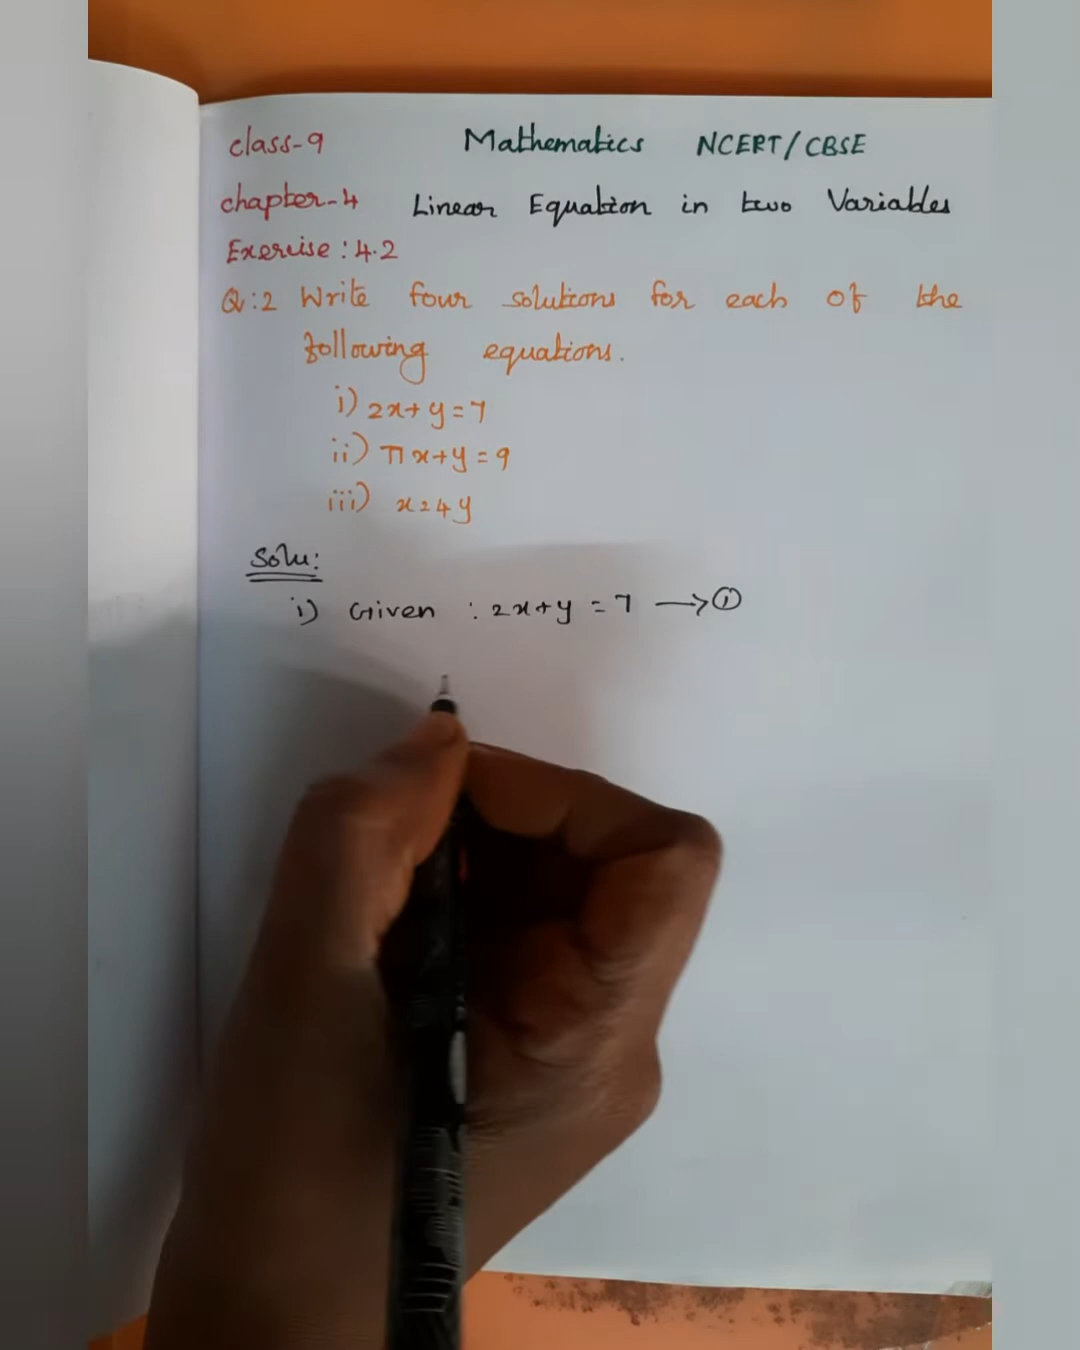 class-9 Mathematics NCERT/CBSE
chapter-4 Linear Equation in two Variables
Exercise : 4.2
Q:2 Write four solutions for each of the
following equations.
i) 2x+y=7
ii) πx+y=9
iii) x=4y
Solu:
i) Given : 2x+y = 7 → ①